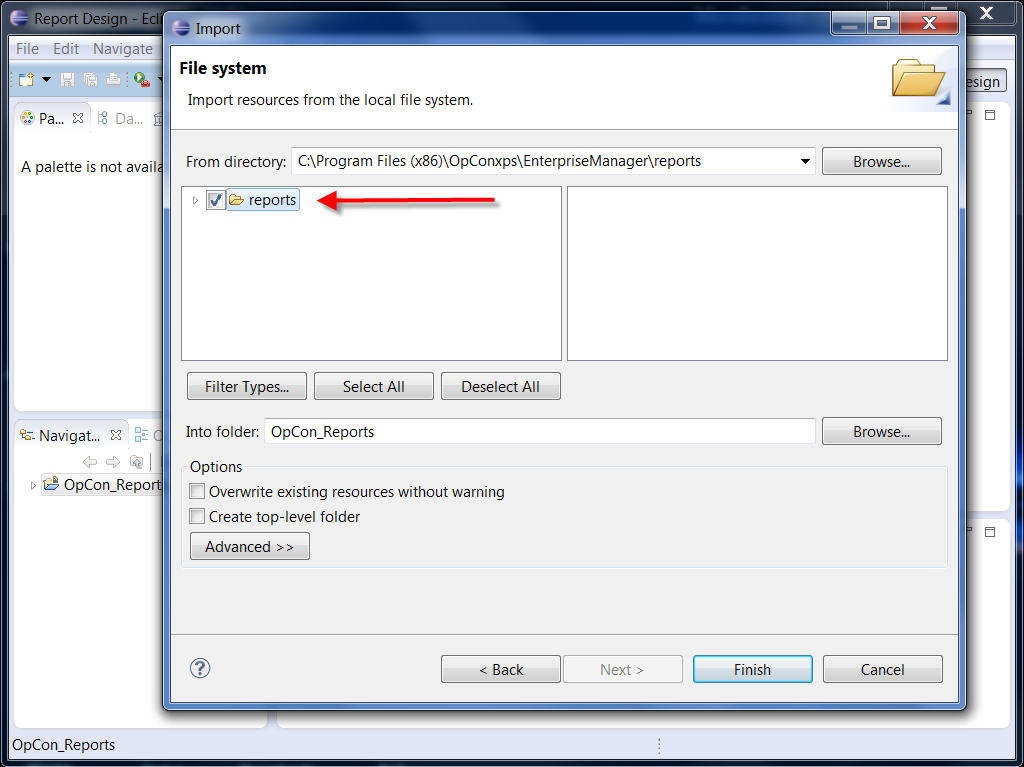 Report Design - Ecl
Import
File Edit Navigate
File system
Import resources from the local file system.
esign
Pa... Da...
A palette is not availa
From directory: C:\Program Files (x86)\OpConxps\EnterpriseManager\reports Browse...
reports
Filter Types... Select All Deselect All
Into folder: OpCon_Reports Browse...
Navigat...
OpCon_Report
Options
Overwrite existing resources without warning
Create top-level folder
Advanced >>
? < Back Next > Finish Cancel
OpCon_Reports